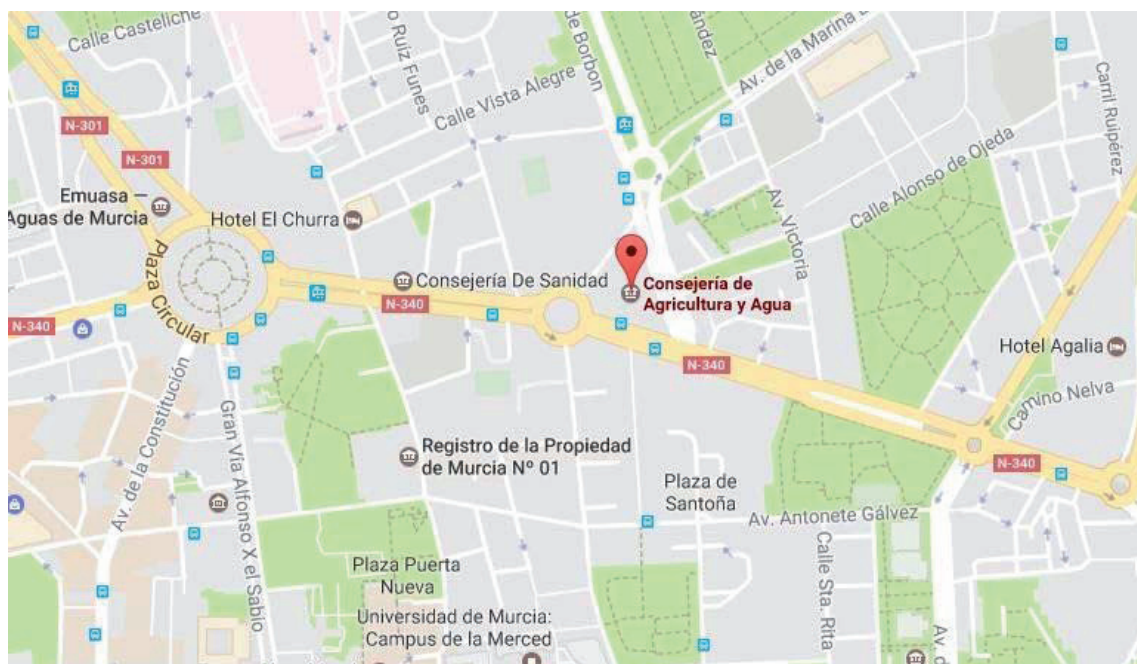 Calle Casteliche
o Ruiz Funes
de Borbon
nández
Av. de la Marina E
Carril Ruipérez
Calle Vista Alegre
N-301
N-301
Calle Alonso de Ojeda
Emuasa —
Aguas de Murcia
Hotel El Churra
Av. Victoria
Plaza Circular
Consejería De Sanidad
Consejería de
Agricultura y Agua
N-340
N-340
Hotel Agalia
N-340
Camino Nelva
Av. de la Constitución
Gran Vía Alfonso X el Sabio
Registro de la Propiedad
de Murcia Nº 01
N-340
Plaza de
Santoña
Av. Antonete Gálvez
Calle Sta. Rita
Plaza Puerta
Nueva
Universidad de Murcia:
Campus de la Merced
Av. d